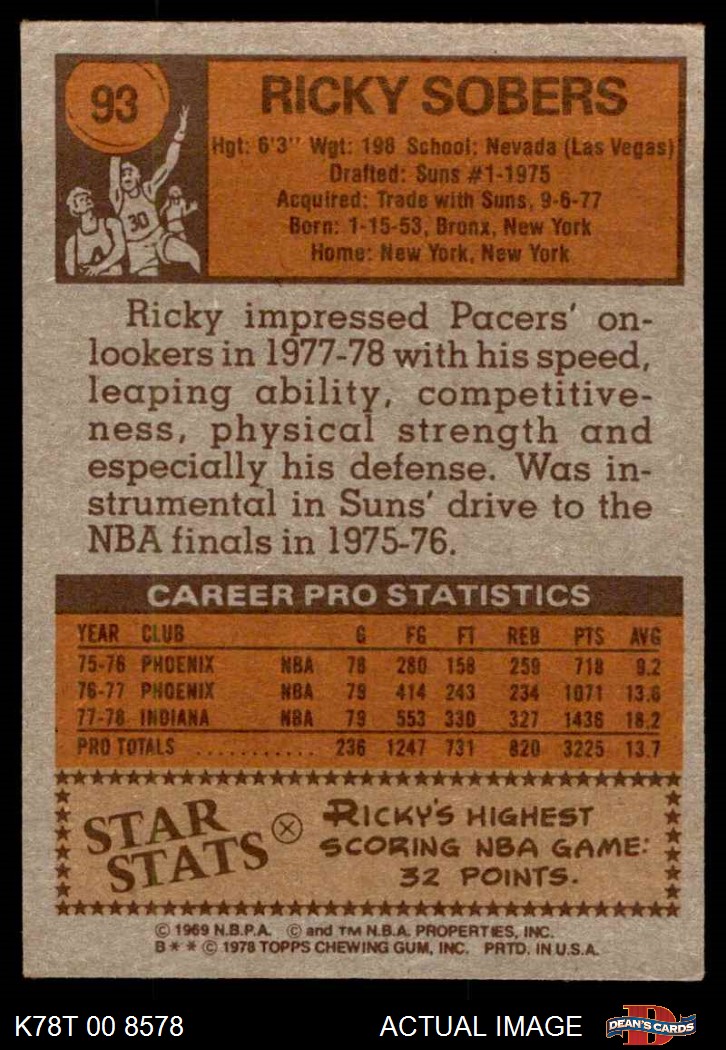 93
RICKY SOBERS
Hgt: 6'3" Wgt: 198 School: Nevada (Las Vegas)
Drafted: Suns #1-1975
Acquired: Trade with Suns, 9-6-77
Born: 1-15-53, Bronx, New York
Home: New York, New York
30
4
Ricky impressed Pacers' on-
lookers in 1977-78 with his speed,
leaping ability, competitive-
ness, physical strength and
especially his defense. Was in-
strumental in Suns' drive to the
NBA finals in 1975-76.
CAREER PRO STATISTICS
YEAR CLUB G FG FT REB PTS AVG
75-76 PHOENIX NBA 78 280 158 259 718 9.2
76-77 PHOENIX NBA 79 414 243 234 1071 13.6
77-78 INDIANA NBA 79 553 330 327 1436 18.2
PRO TOTALS ........... 236 1247 731 820 3225 13.7
STAR
STATS
RICKY'S HIGHEST
SCORING NBA GAME:
32 POINTS.
© 1969 N.B.P.A. © and TM N.B.A. PROPERTIES, INC.
B * * © 1978 TOPPS CHEWING GUM, INC. PRTD. IN U.S.A.
K78T 00 8578 ACTUAL IMAGE
D
DEAN'S CARDS